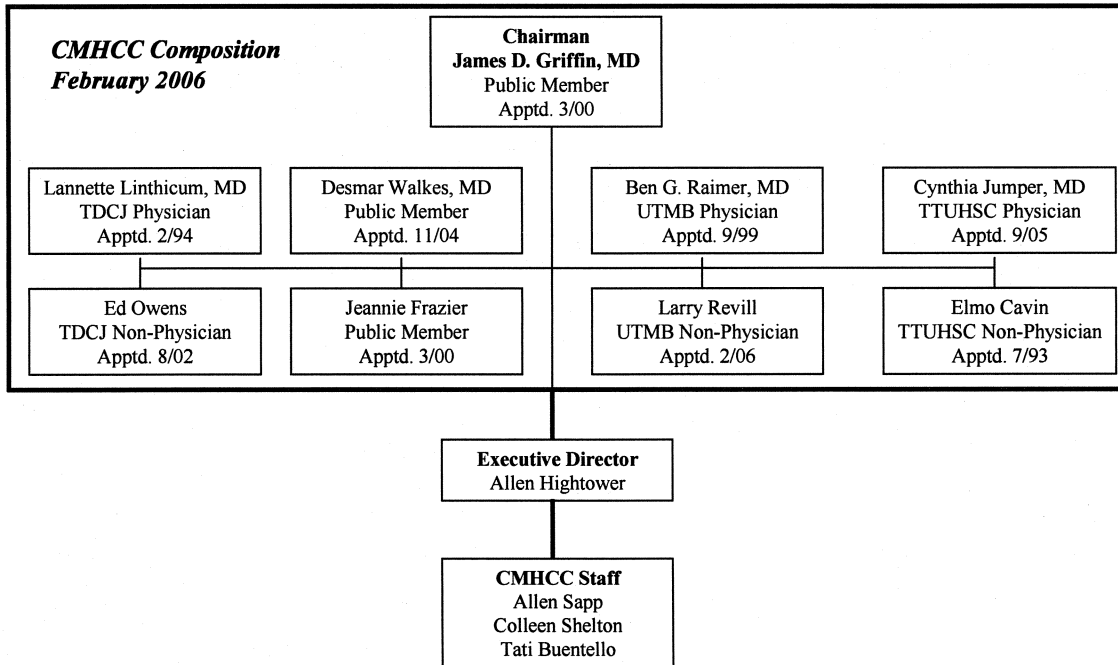 CMHCC Composition
February 2006
Chairman
James D. Griffin, MD
Public Member
Apptd. 3/00
Lannette Linthicum, MD
TDCJ Physician
Apptd. 2/94
Desmar Walkes, MD
Public Member
Apptd. 11/04
Ben G. Raimer, MD
UTMB Physician
Apptd. 9/99
Cynthia Jumper, MD
TTUHSC Physician
Apptd. 9/05
Ed Owens
TDCJ Non-Physician
Apptd. 8/02
Jeannie Frazier
Public Member
Apptd. 3/00
Larry Revill
UTMB Non-Physician
Apptd. 2/06
Elmo Cavin
TTUHSC Non-Physician
Apptd. 7/93
Executive Director
Allen Hightower
CMHCC Staff
Allen Sapp
Colleen Shelton
Tati Buentello